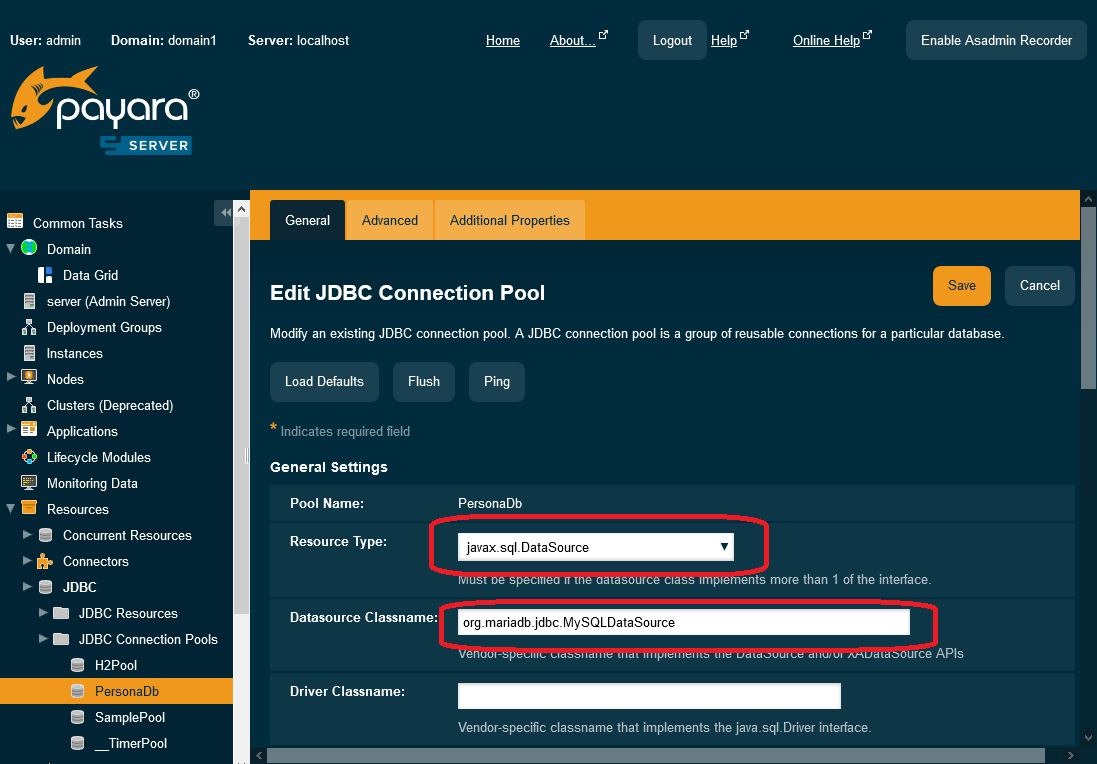 User: admin Domain: domain1 Server: localhost Home About... Logout Help Online Help Enable Asadmin Recorder
payara®
SERVER
Common Tasks
Domain
Data Grid
server (Admin Server)
Deployment Groups
Instances
Nodes
Clusters (Deprecated)
Applications
Lifecycle Modules
Monitoring Data
Resources
Concurrent Resources
Connectors
JDBC
JDBC Resources
JDBC Connection Pools
H2Pool
PersonaDb
SamplePool
__TimerPool
General Advanced Additional Properties
Edit JDBC Connection Pool
Save Cancel
Modify an existing JDBC connection pool. A JDBC connection pool is a group of reusable connections for a particular database.
Load Defaults Flush Ping
* Indicates required field
General Settings
Pool Name: PersonaDb
Resource Type: javax.sql.DataSource
Must be specified if the datasource class implements more than 1 of the interface.
Datasource Classname: org.mariadb.jdbc.MySQLDataSource
Vendor-specific classname that implements the DataSource and/or XADataSource APIs
Driver Classname:
Vendor-specific classname that implements the java.sql.Driver interface.